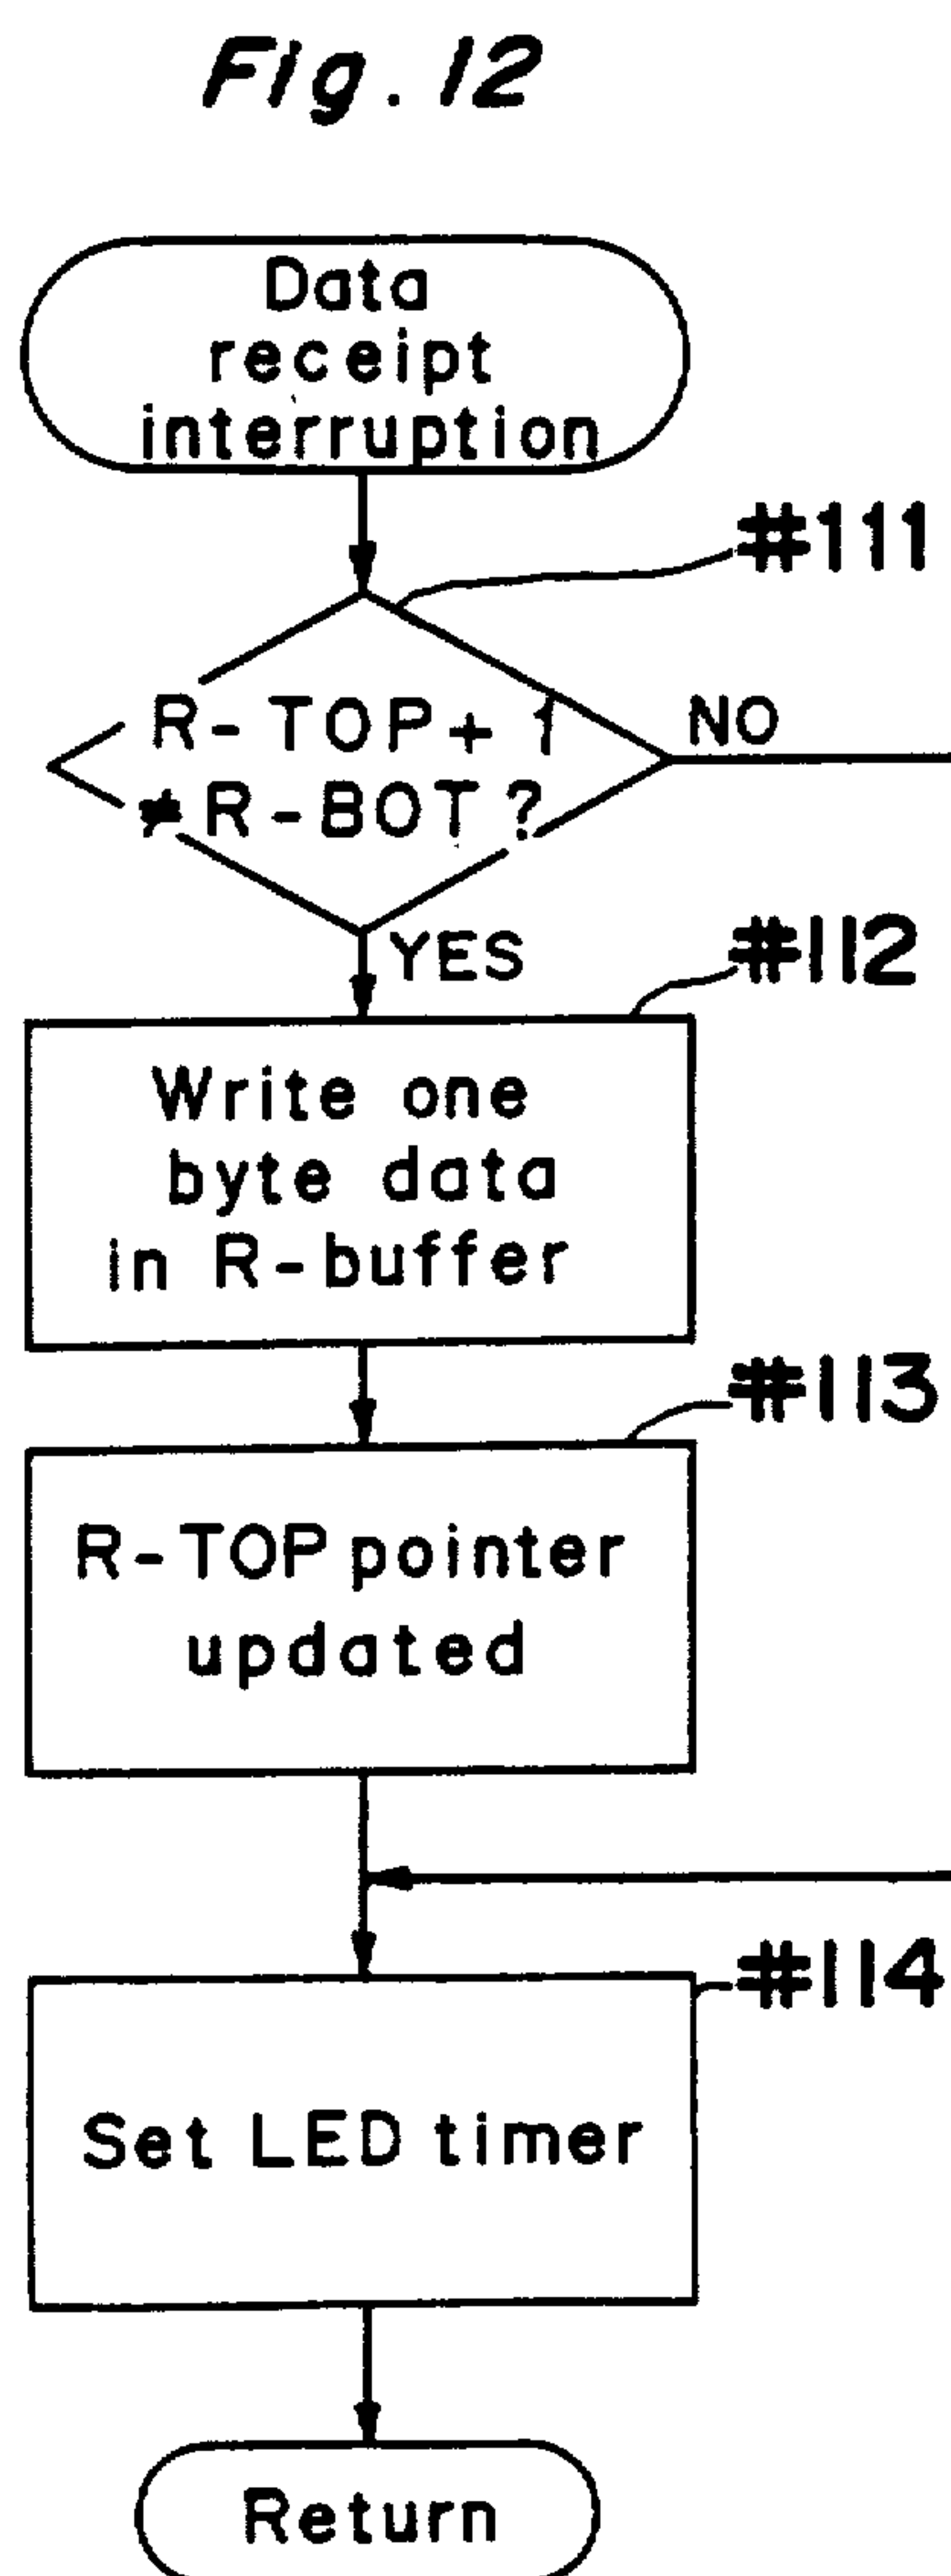 Fig. 12
Data
receipt
interruption
#111
R-TOP+1
≠R-BOT?
NO
YES
#112
Write one
byte data
in R-buffer
#113
R-TOP pointer
updated
#114
Set LED timer
Return